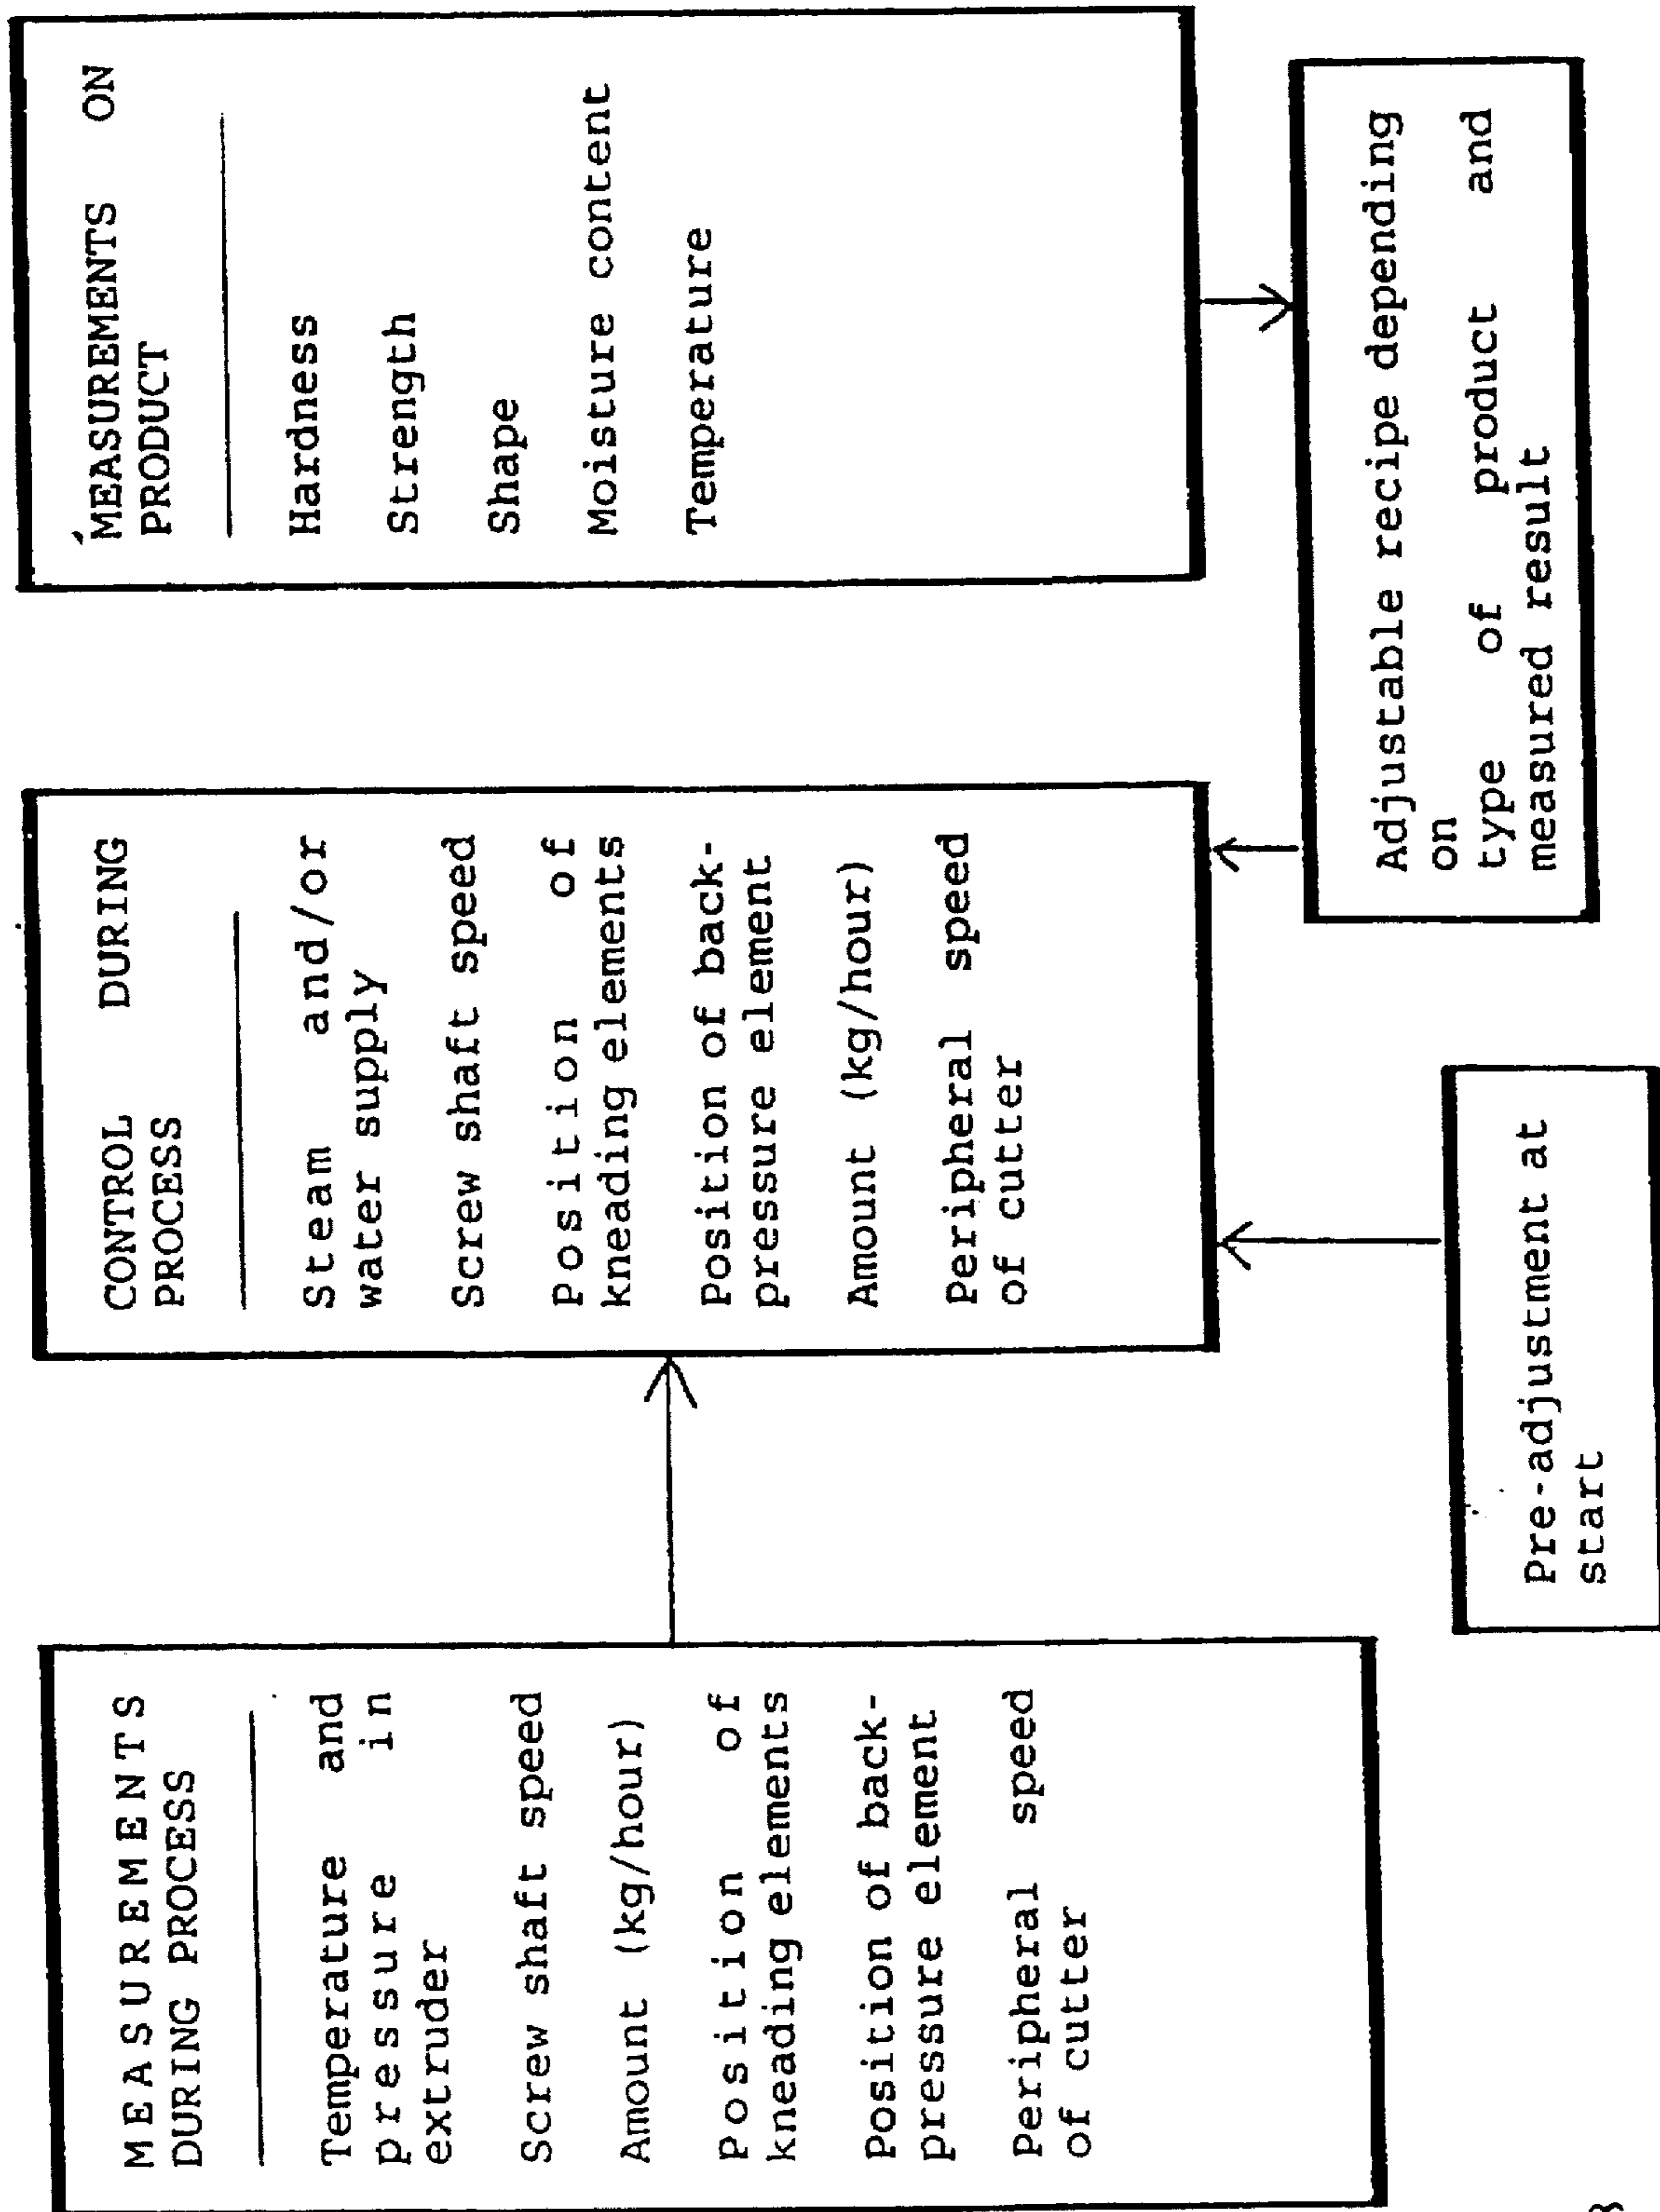 MEASUREMENTS
DURING PROCESS
Temperature and
pressure in
extruder
Screw shaft speed
Amount (kg/hour)
Position of
kneading elements
Position of back-
pressure element
Peripheral speed
of cutter
CONTROL DURING
PROCESS
Steam and/or
water supply
Screw shaft speed
Position of
kneading elements
Position of back-
pressure element
Amount (kg/hour)
Peripheral speed
of cutter
MEASUREMENTS ON
PRODUCT
Hardness
Strength
Shape
Moisture content
Temperature
Pre-adjustment at
start
Adjustable recipe depending
on
type of product and
measured result